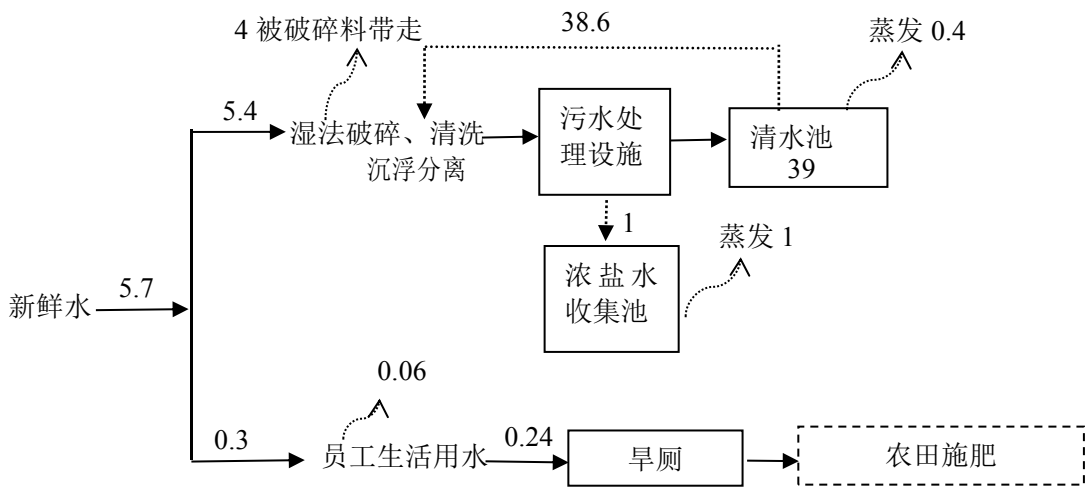 4 被破碎料带走
38.6
蒸发 0.4
5.4
湿法破碎、清洗
沉浮分离
污水处
理设施
清水池
39
1
蒸发 1
浓 盐 水
收集池
新鲜水
5.7
0.06
0.3
员工生活用水
0.24
旱厕
农田施肥